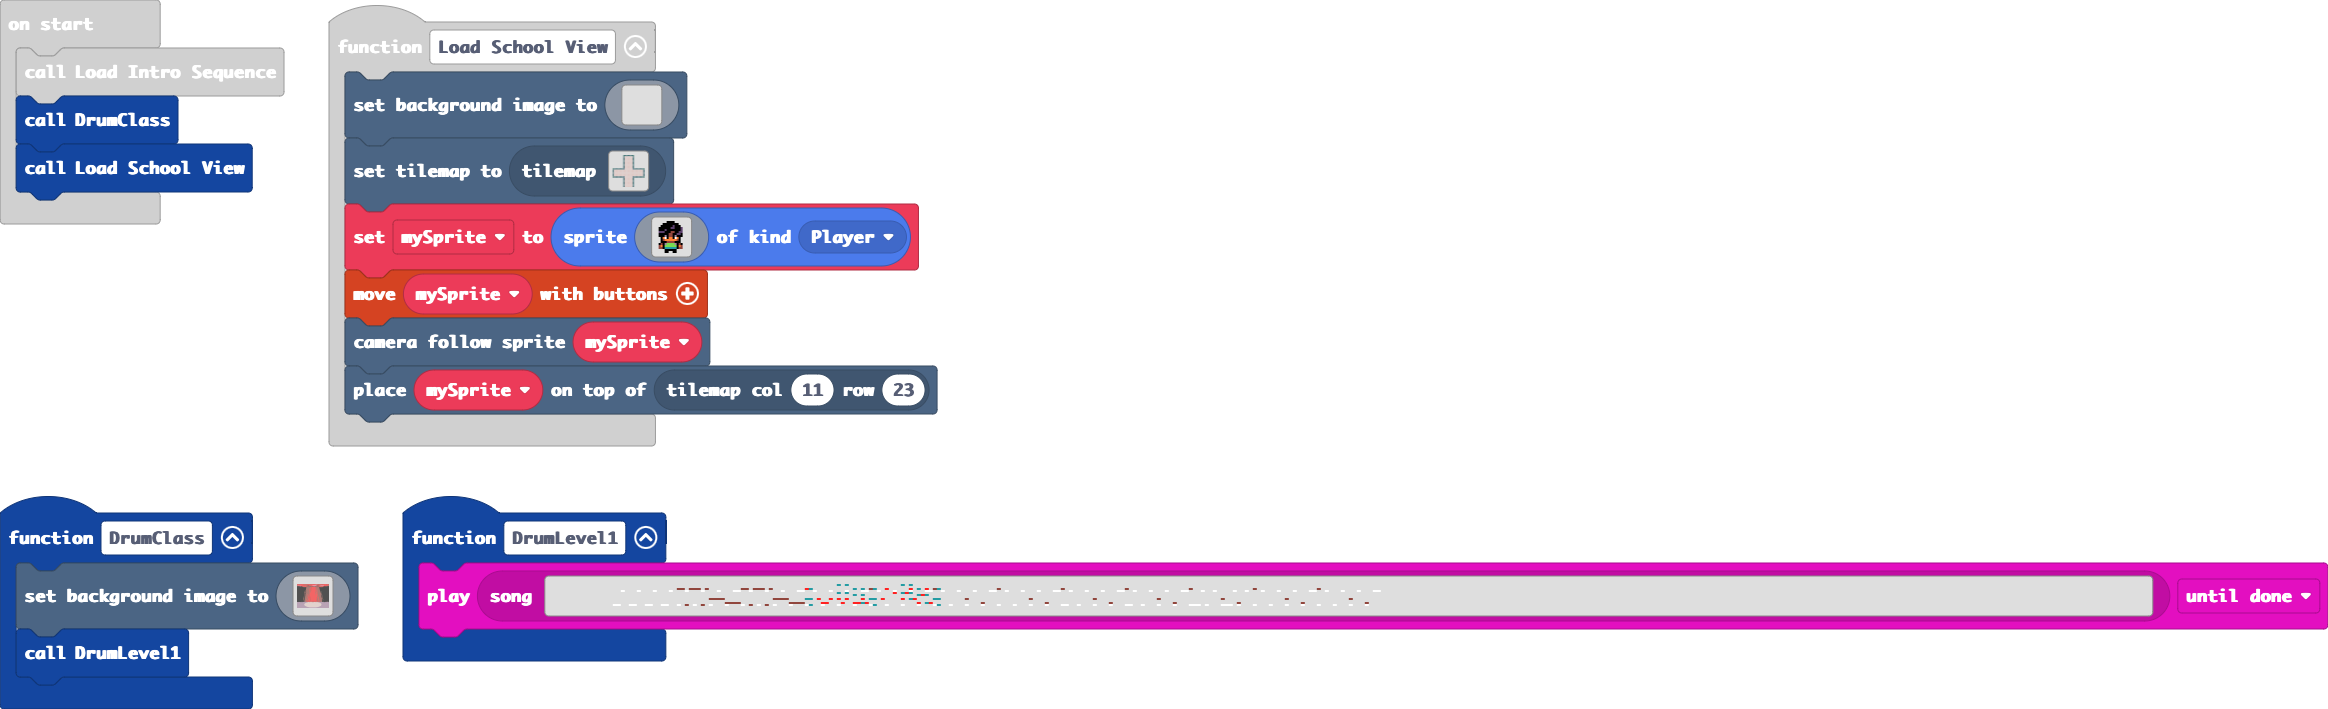 on start
call Load Intro Sequence
call DrumClass
call Load School View
function Load School View
set background image to
set tilemap to tilemap
set mySprite to sprite of kind Player
move mySprite with buttons
camera follow sprite mySprite
place mySprite on top of tilemap col 11 row 23
function DrumClass
set background image to
call DrumLevel1
function DrumLevel1
play song until done